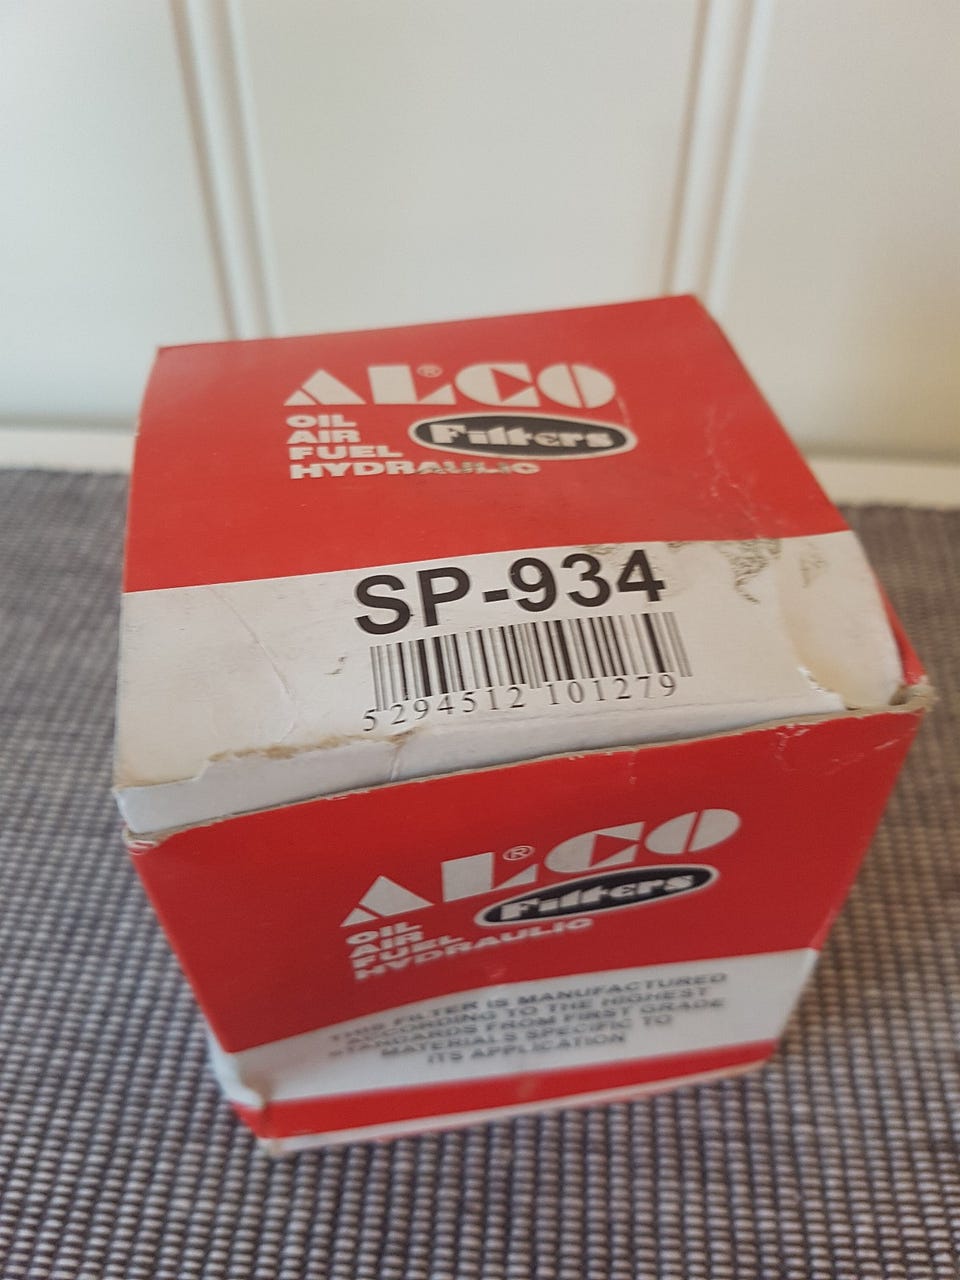 ALCO®
OIL
AIR
FUEL
HYDRAULIC
Filters
SP-934
5 294512 101279
ALCO®
OIL
AIR
FUEL
HYDRAULIC
Filters
THIS FILTER IS MANUFACTURED
ACCORDING TO THE HIGHEST
STANDARDS FROM FIRST GRADE
MATERIALS SPECIFIC TO
ITS APPLICATION